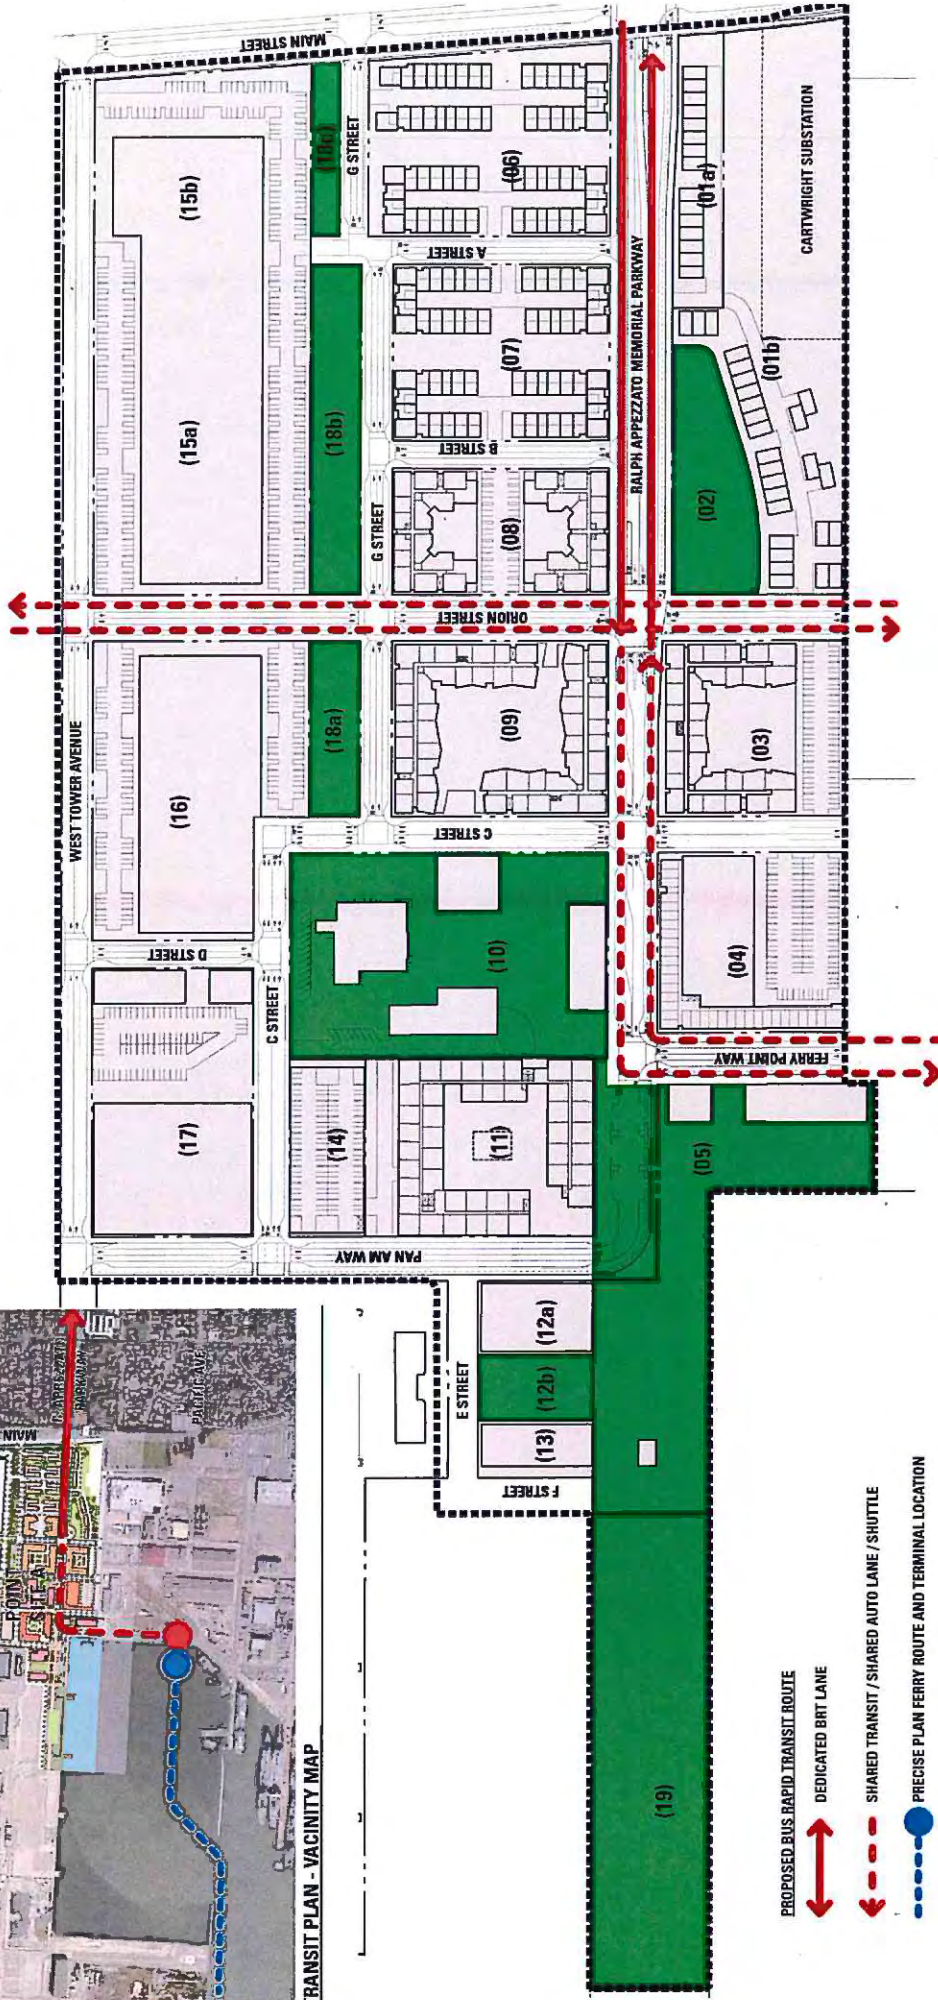 MAIN STREET
(15b)
(15a)
(18c)
G STREET
(06)
A STREET
(07)
(18b)
B STREET
G STREET
(08)
RALPH APPEZZATO MEMORIAL PARKWAY
(01a)
CARTWRIGHT SUBSTATION
(01b)
(02)
ORION STREET
WEST TOWER AVENUE
(16)
(18a)
(09)
(03)
C STREET
D STREET
C STREET
(10)
(04)
FERRY POINT WAY
(17)
(14)
(11)
(05)
PAN AM WAY
E STREET
(12a)
(12b)
(13)
F STREET
(19)
MAIN
PARKWAY
PACIFIC AVE
POINT
SITE A
TRANSIT PLAN - VACINITY MAP
PROPOSED BUS RAPID TRANSIT ROUTE
DEDICATED BRT LANE
SHARED TRANSIT / SHARED AUTO LANE / SHUTTLE
PRECISE PLAN FERRY ROUTE AND TERMINAL LOCATION